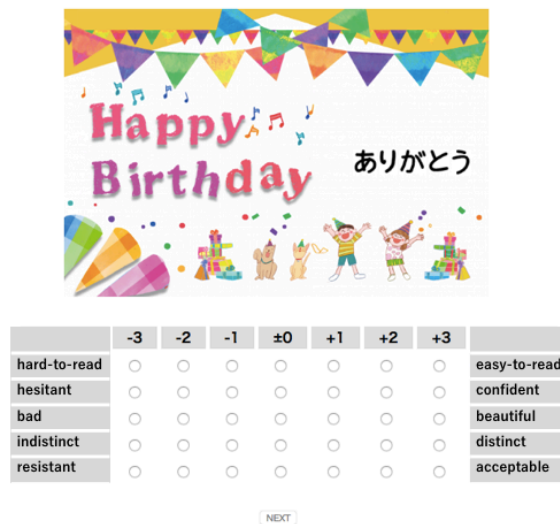 Happy
Birthday
ありがとう
-3 -2 -1 ±0 +1 +2 +3
hard-to-read easy-to-read
hesitant confident
bad beautiful
indistinct distinct
resistant acceptable
NEXT